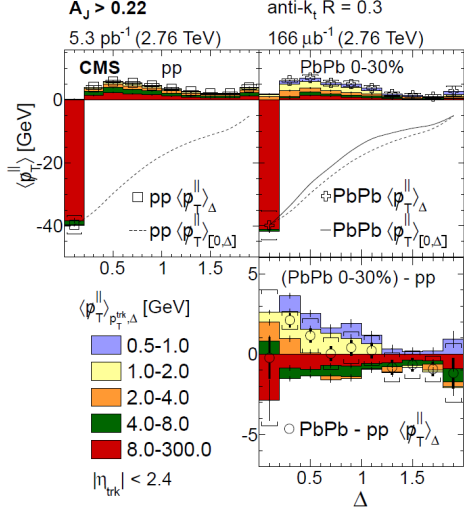 A_J > 0.22 anti-k_t R = 0.3
5.3 pb⁻¹ (2.76 TeV) 166 μb⁻¹ (2.76 TeV)
CMS pp PbPb 0-30%
⟨p̸_T^∥⟩ [GeV]
0
-20
-40
pp ⟨p̸_T^∥⟩_Δ
pp ⟨p̸_T^∥⟩_[0,Δ]
PbPb ⟨p̸_T^∥⟩_Δ
PbPb ⟨p̸_T^∥⟩_[0,Δ]
0.5 1 1.5
(PbPb 0-30%) - pp
⟨p̸_T^∥⟩_{p_T^trk,Δ} [GeV]
0.5-1.0
1.0-2.0
2.0-4.0
4.0-8.0
8.0-300.0
|η_trk| < 2.4
5
0
-5
PbPb - pp ⟨p̸_T^∥⟩_Δ
0.5 1 1.5
Δ